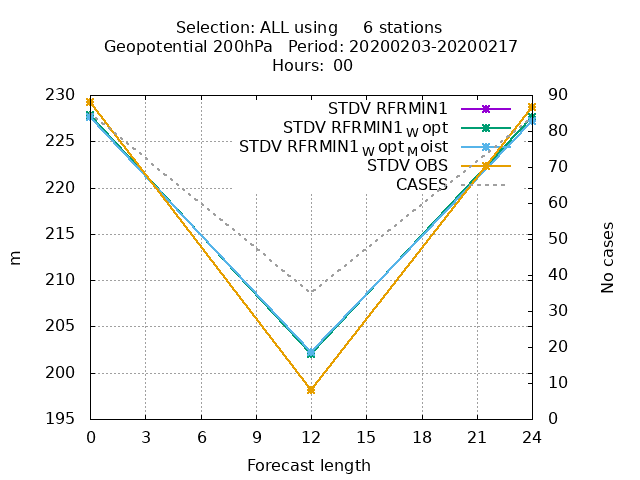 Selection: ALL using     6 stations
Geopotential 200hPa   Period: 20200203-20200217
Hours:  00
230
225
220
215
210
205
200
195
m
STDV RFRMIN1
STDV RFRMIN1_W opt
STDV RFRMIN1_W opt_M oist
STDV OBS
CASES
90
80
70
60
50
40
30
20
10
0
No cases
0 3 6 9 12 15 18 21 24
Forecast length